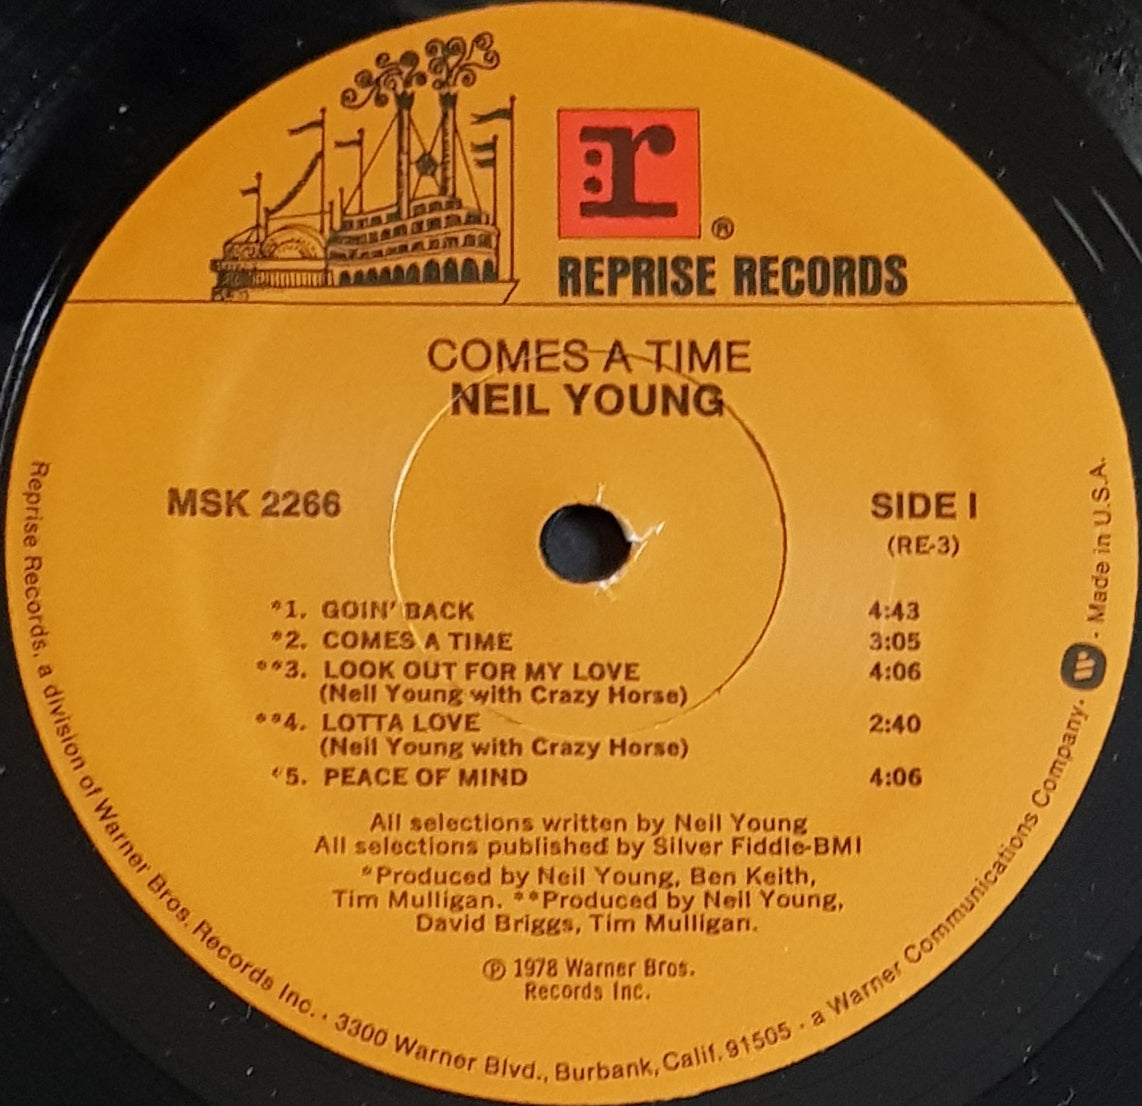 r
®
REPRISE RECORDS
COMES A TIME
NEIL YOUNG
MSK 2266
SIDE I
(RE-3)
*1. GOIN' BACK 4:43
*2. COMES A TIME 3:05
**3. LOOK OUT FOR MY LOVE 4:06
(Neil Young with Crazy Horse)
**4. LOTTA LOVE 2:40
(Neil Young with Crazy Horse)
*5. PEACE OF MIND 4:06
All selections written by Neil Young
All selections published by Silver Fiddle-BMI
*Produced by Neil Young, Ben Keith,
Tim Mulligan. **Produced by Neil Young,
David Briggs, Tim Mulligan.
℗ 1978 Warner Bros.
Records Inc.
Reprise Records, a division of Warner Bros. Records Inc. · 3300 Warner Blvd., Burbank, Calif. 91505 · a Warner Communications Company · W · Made in U.S.A.